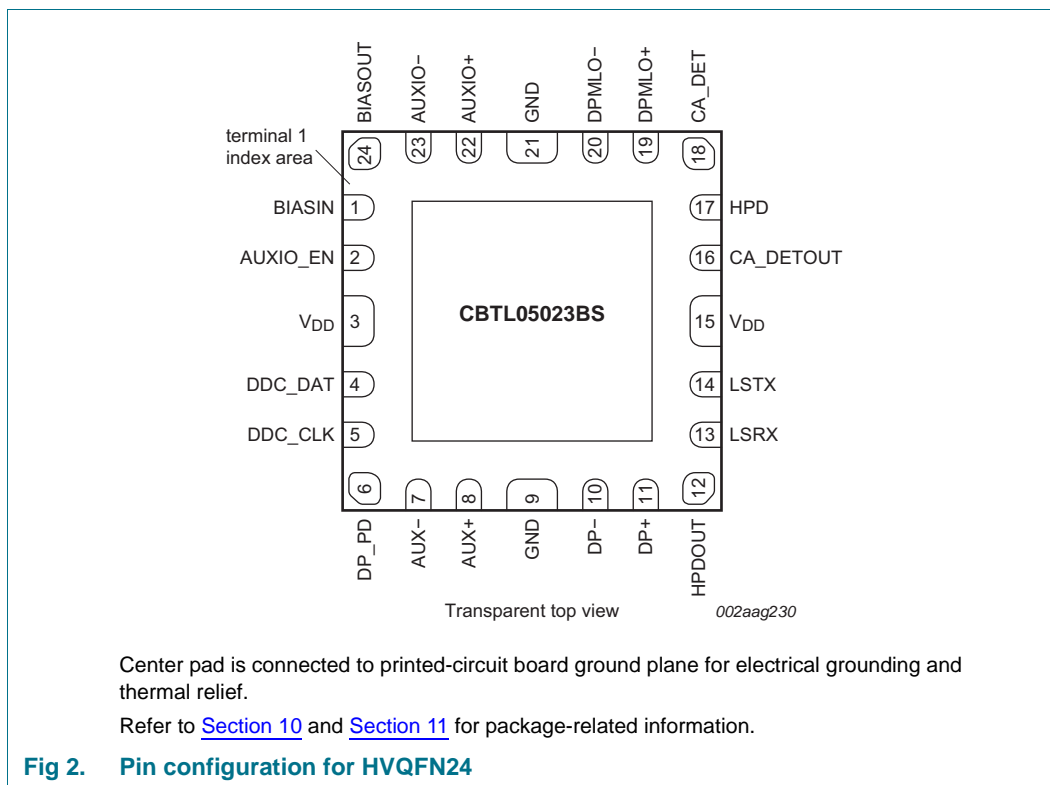 BIASOUT
AUXIO−
AUXIO+
GND
DPMLO−
DPMLO+
CA_DET
terminal 1
index area
24
23
22
21
20
19
18
BIASIN 1
17 HPD
AUXIO_EN 2
16 CA_DETOUT
VDD 3
CBTL05023BS
15 VDD
DDC_DAT 4
14 LSTX
DDC_CLK 5
13 LSRX
6
7
8
9
10
11
12
DP_PD
AUX−
AUX+
GND
DP−
DP+
HPDOUT
Transparent top view
002aag230
Center pad is connected to printed-circuit board ground plane for electrical grounding and
thermal relief.
Refer to Section 10 and Section 11 for package-related information.
Fig 2. Pin configuration for HVQFN24